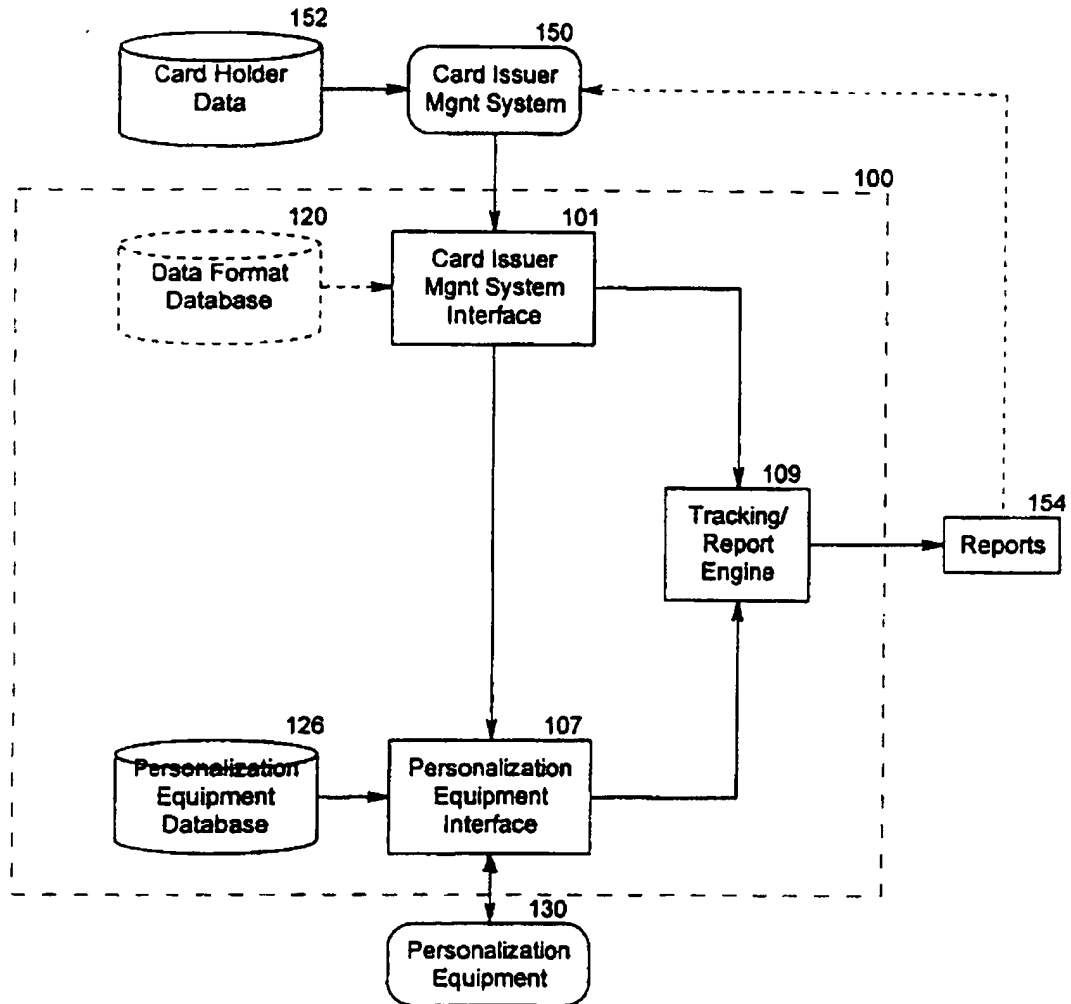 152
Card Holder
Data
150
Card Issuer
Mgnt System
100
120
Data Format
Database
101
Card Issuer
Mgnt System
Interface
109
Tracking/
Report
Engine
154
Reports
126
Personalization
Equipment
Database
107
Personalization
Equipment
Interface
130
Personalization
Equipment